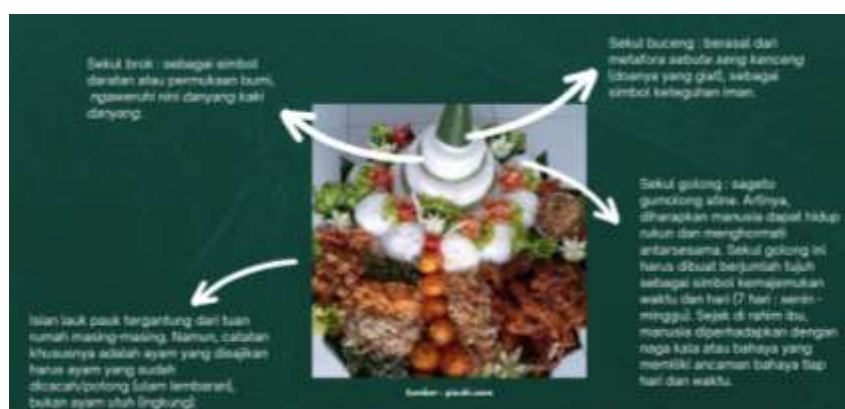 Sekul brok : sebagai simbol
daratan atau permukaan bumi,
ngaweruhi nini danyang kaki
danyang.
Sekul buceng : berasal dari
metafora sebute seng kenceng
(doanya yang giat), sebagai
simbol keteguhan iman.
Sekul golong : sageto
gumolong atine. Artinya,
diharapkan manusia dapat hidup
rukun dan menghormati
antarsesama. Sekul golong ini
harus dibuat berjumlah tujuh
sebagai simbol kemajemukan
waktu dan hari (7 hari : senin -
minggu). Sejak di rahim ibu,
manusia diperhadapkan dengan
naga kala atau bahaya yang
memiliki ancaman bahaya tiap
hari dan waktu.
Isian lauk pauk tergantung dari tuan
rumah masing-masing. Namun, catatan
khususnya adalah ayam yang disajikan
harus ayam yang sudah
dicacah/potong (ulam lembaran),
bukan ayam utuh (ingkung).
Sumber :